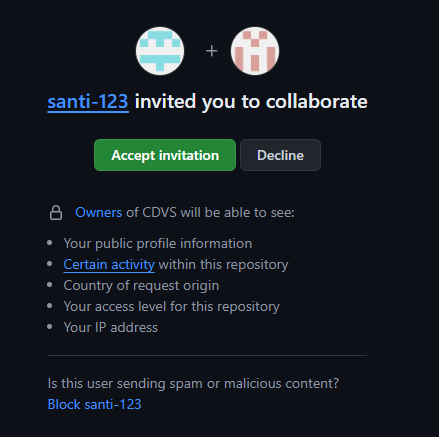 +
santi-123 invited you to collaborate
Accept invitation Decline
Owners of CDVS will be able to see:
• Your public profile information
• Certain activity within this repository
• Country of request origin
• Your access level for this repository
• Your IP address
Is this user sending spam or malicious content?
Block santi-123